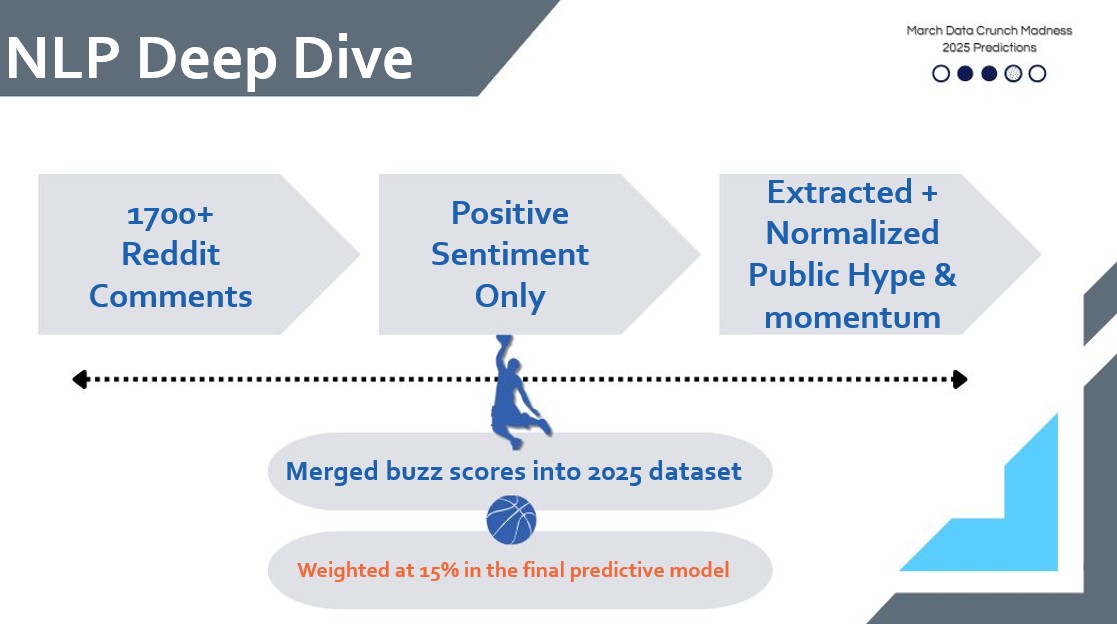 NLP Deep Dive
March Data Crunch Madness
2025 Predictions
1700+
Reddit
Comments
Positive
Sentiment
Only
Extracted +
Normalized
Public Hype &
momentum
Merged buzz scores into 2025 dataset
Weighted at 15% in the final predictive model